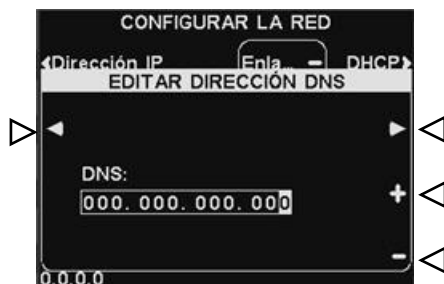 CONFIGURAR LA RED
Dirección IP Enla... – DHCP
EDITAR DIRECCIÓN DNS
DNS:
000.000.000.000
+
–
0.0.0.0